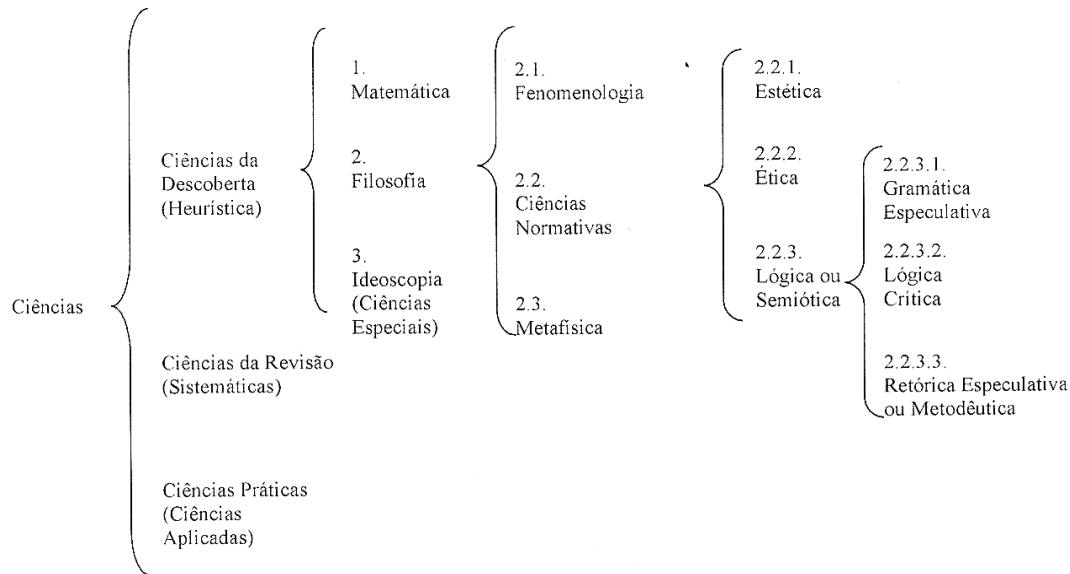 Ciências
Ciências da
Descoberta
(Heurística)
Ciências da Revisão
(Sistemáticas)
Ciências Práticas
(Ciências
Aplicadas)
1.
Matemática
2.
Filosofia
3.
Ideoscopia
(Ciências
Especiais)
2.1.
Fenomenologia
2.2.
Ciências
Normativas
2.3.
Metafísica
2.2.1.
Estética
2.2.2.
Ética
2.2.3.
Lógica ou
Semiótica
2.2.3.1.
Gramática
Especulativa
2.2.3.2.
Lógica
Crítica
2.2.3.3.
Retórica Especulativa
ou Metodêutica